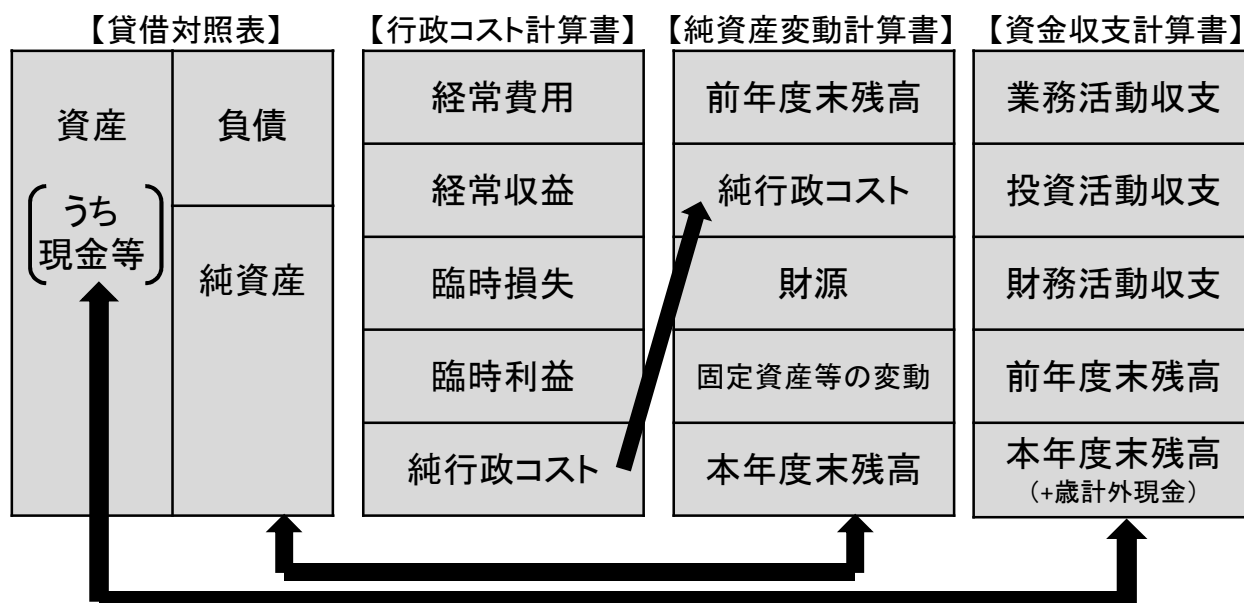 【貸借対照表】
資産
うち
現金等
負債
純資産
【行政コスト計算書】
経常費用
経常収益
臨時損失
臨時利益
純行政コスト
【純資産変動計算書】
前年度末残高
純行政コスト
財源
固定資産等の変動
本年度末残高
【資金収支計算書】
業務活動収支
投資活動収支
財務活動収支
前年度末残高
本年度末残高
(+歳計外現金)